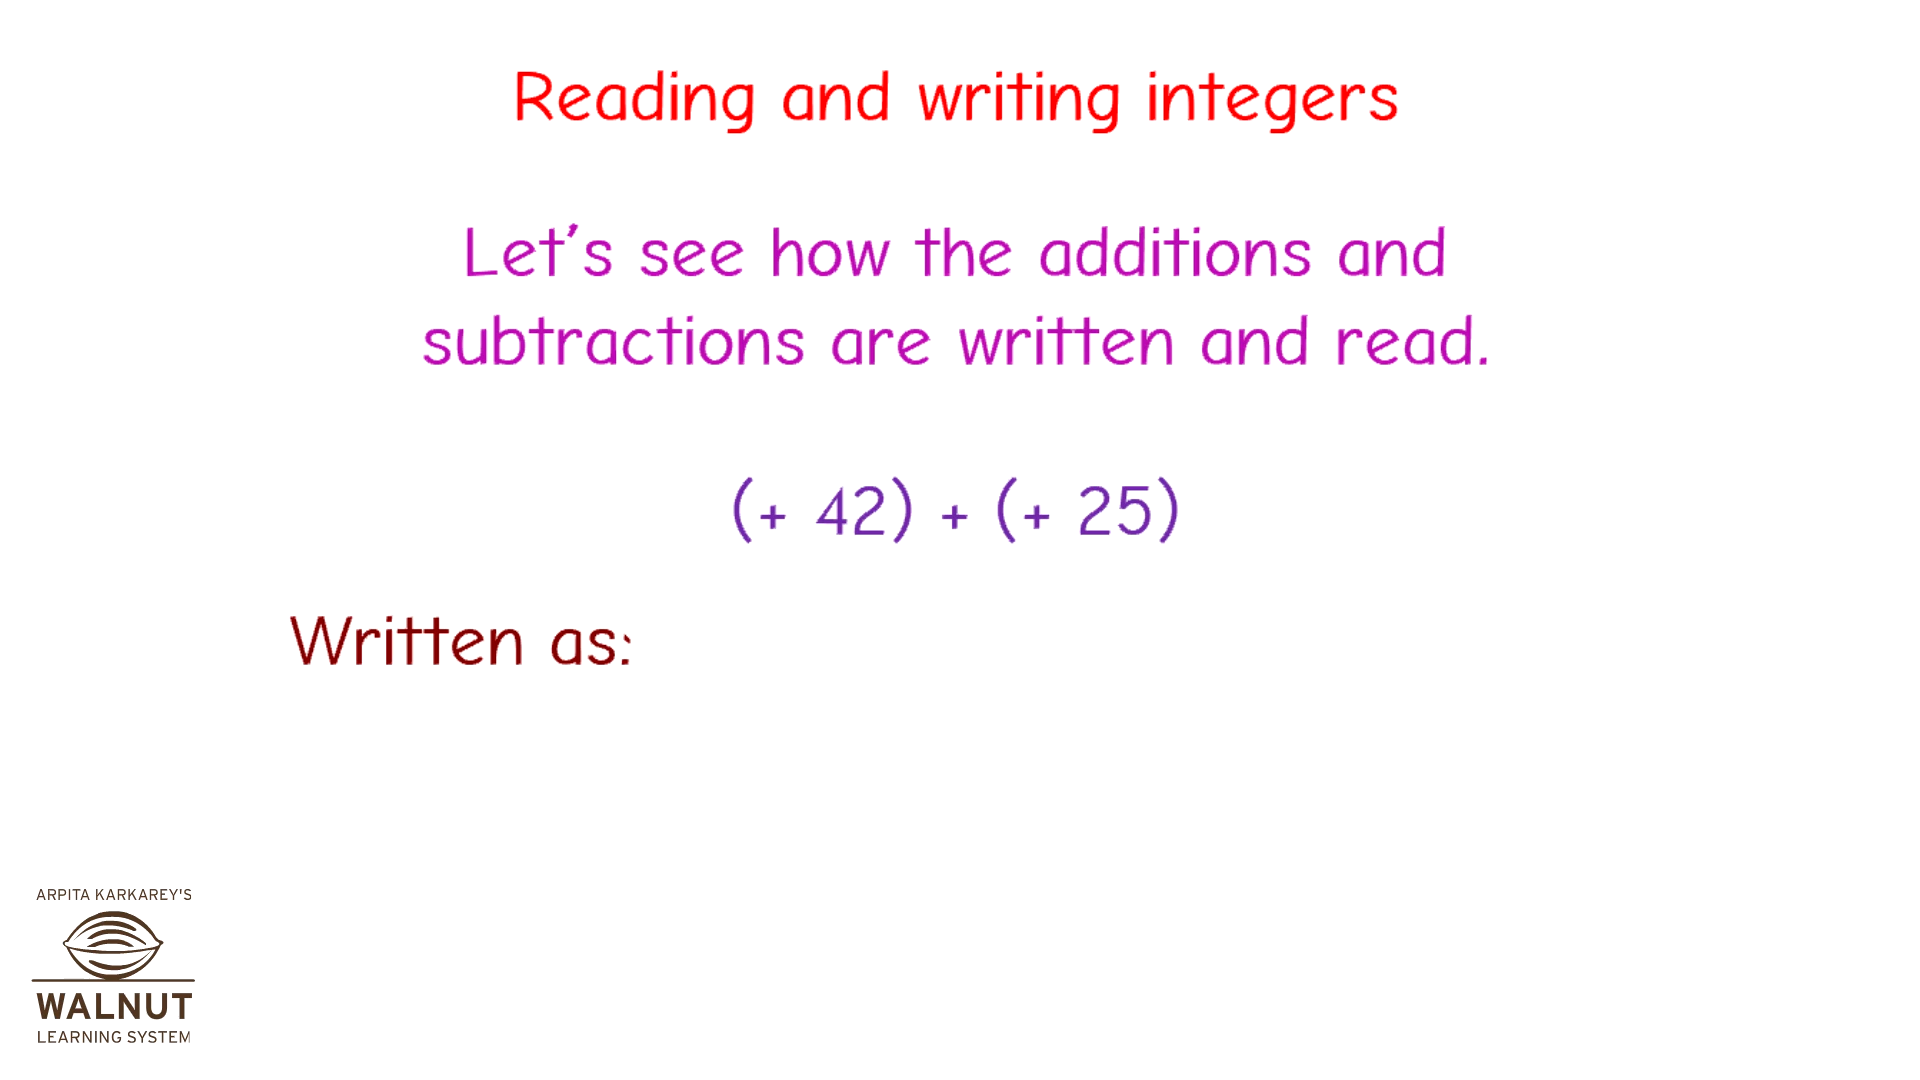 Reading and writing integers
Let's see how the additions and
subtractions are written and read.
(+ 42) + (+ 25)
Written as:
ARPITA KARKAREY'S
WALNUT
LEARNING SYSTEM